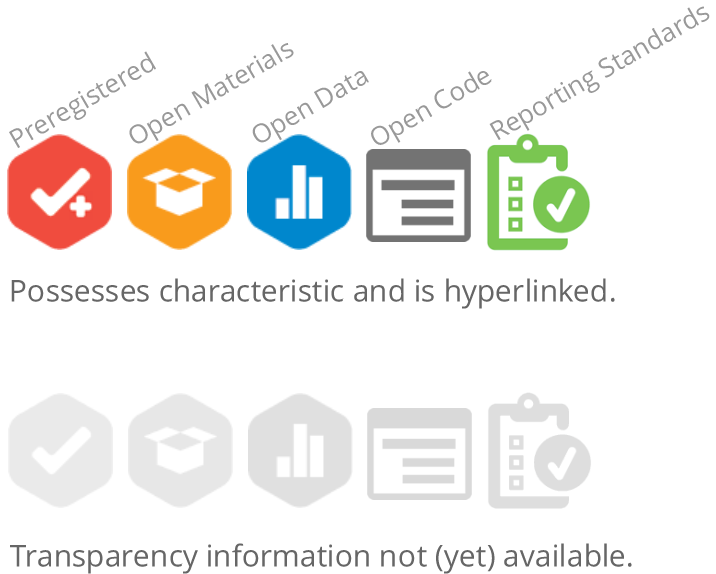 Preregistered
Open Materials
Open Data
Open Code
Reporting Standards
Possesses characteristic and is hyperlinked.
Transparency information not (yet) available.